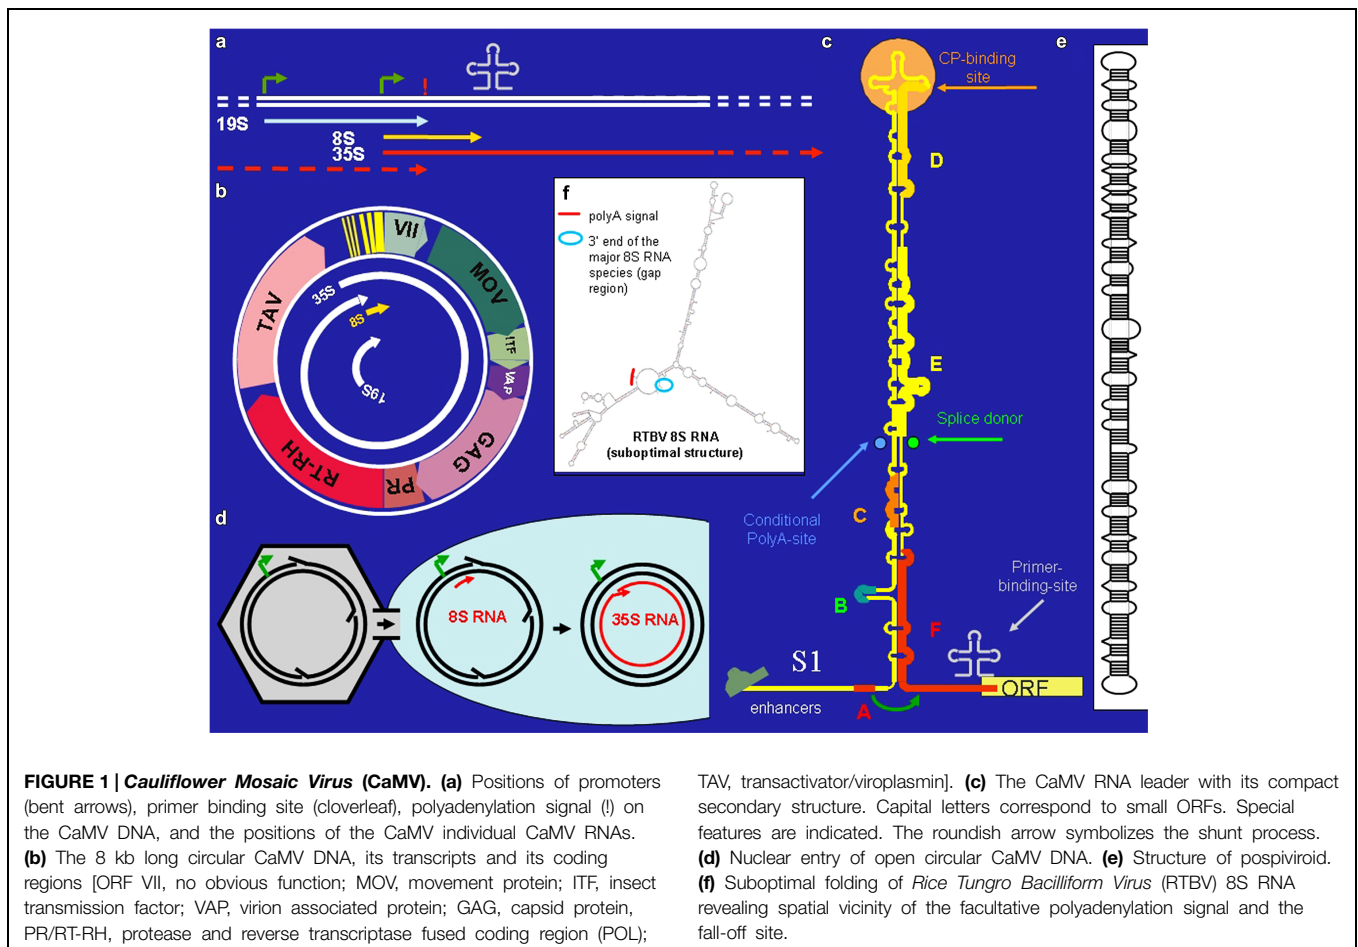 a
19S
8S
35S
b
VII
MOV
ITF
VAP
GAG
PR
RT-RH
TAV
35S
8S
19S
f
polyA signal
3' end of the
major 8S RNA
species (gap
region)
RTBV 8S RNA
(suboptimal structure)
d
8S RNA
35S RNA
c
CP-binding
site
D
E
Splice donor
Conditional
PolyA-site
C
B
F
Primer-
binding-site
S1
enhancers
A
ORF
e
FIGURE 1 | Cauliflower Mosaic Virus (CaMV). (a) Positions of promoters
(bent arrows), primer binding site (cloverleaf), polyadenylation signal (!) on
the CaMV DNA, and the positions of the CaMV individual CaMV RNAs.
(b) The 8 kb long circular CaMV DNA, its transcripts and its coding
regions [ORF VII, no obvious function; MOV, movement protein; ITF, insect
transmission factor; VAP, virion associated protein; GAG, capsid protein,
PR/RT-RH, protease and reverse transcriptase fused coding region (POL);
TAV, transactivator/viroplasmin]. (c) The CaMV RNA leader with its compact
secondary structure. Capital letters correspond to small ORFs. Special
features are indicated. The roundish arrow symbolizes the shunt process.
(d) Nuclear entry of open circular CaMV DNA. (e) Structure of pospiviroid.
(f) Suboptimal folding of Rice Tungro Bacilliform Virus (RTBV) 8S RNA
revealing spatial vicinity of the facultative polyadenylation signal and the
fall-off site.